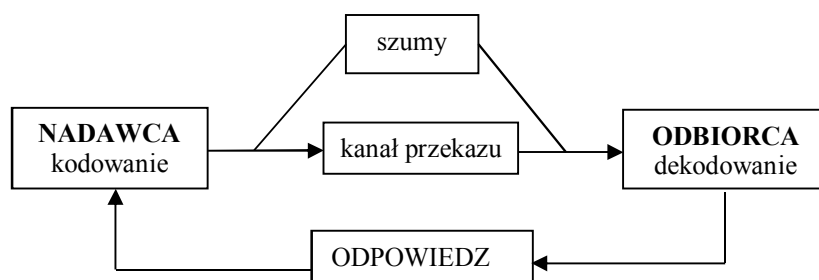 szumy
NADAWCA
kodowanie
kanał przekazu
ODBIORCA
dekodowanie
ODPOWIEDZ